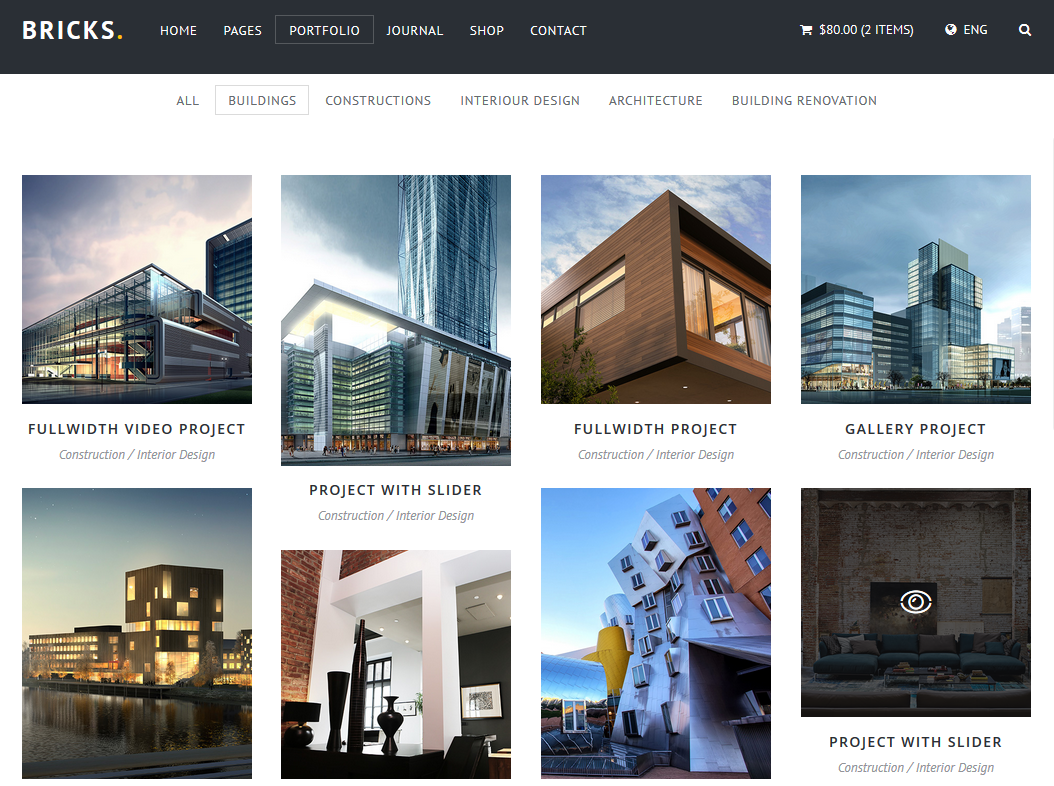 BRICKS.
HOME PAGES PORTFOLIO JOURNAL SHOP CONTACT
$80.00 (2 ITEMS) ENG
ALL BUILDINGS CONSTRUCTIONS INTERIOUR DESIGN ARCHITECTURE BUILDING RENOVATION
FULLWIDTH VIDEO PROJECT
Construction / Interior Design
PROJECT WITH SLIDER
Construction / Interior Design
FULLWIDTH PROJECT
Construction / Interior Design
GALLERY PROJECT
Construction / Interior Design
PROJECT WITH SLIDER
Construction / Interior Design